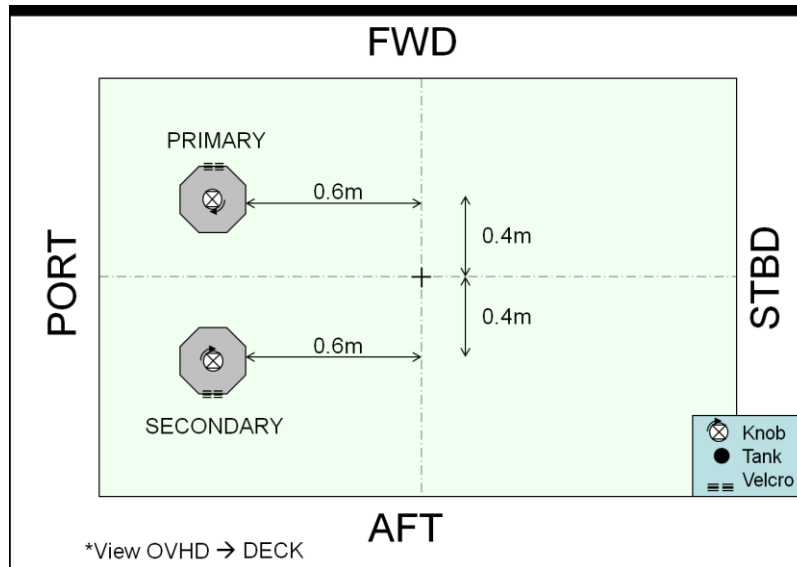 FWD
PRIMARY
0.6m
0.4m
PORT
STBD
0.4m
0.6m
SECONDARY
Knob
Tank
Velcro
AFT
*View OVHD → DECK